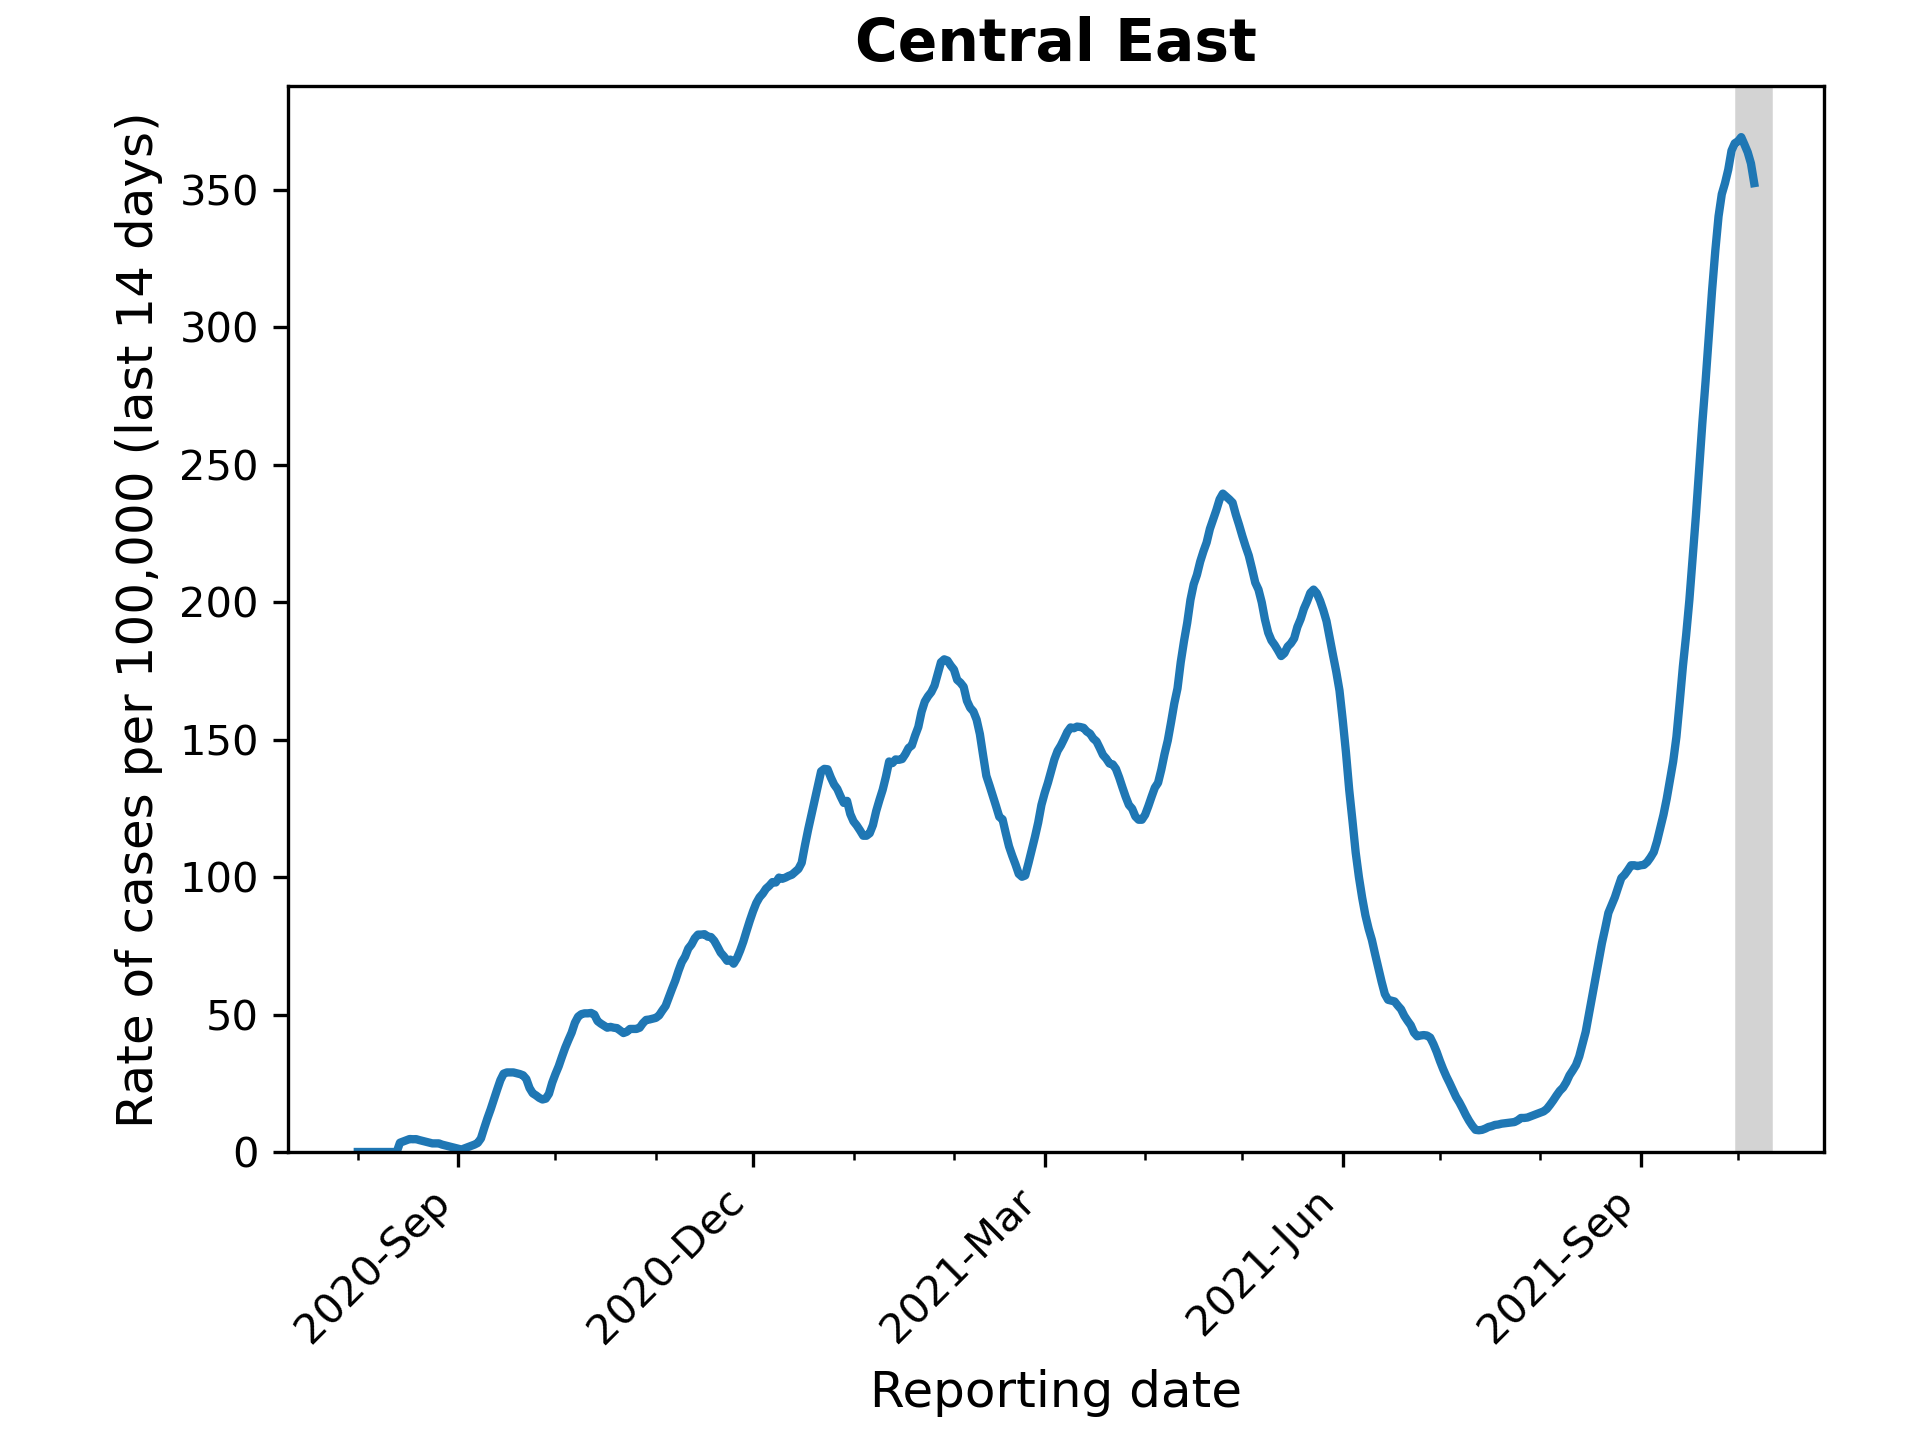 Central East
Rate of cases per 100,000 (last 14 days)
350
300
250
200
150
100
50
0
2020-Sep
2020-Dec
2021-Mar
2021-Jun
2021-Sep
Reporting date